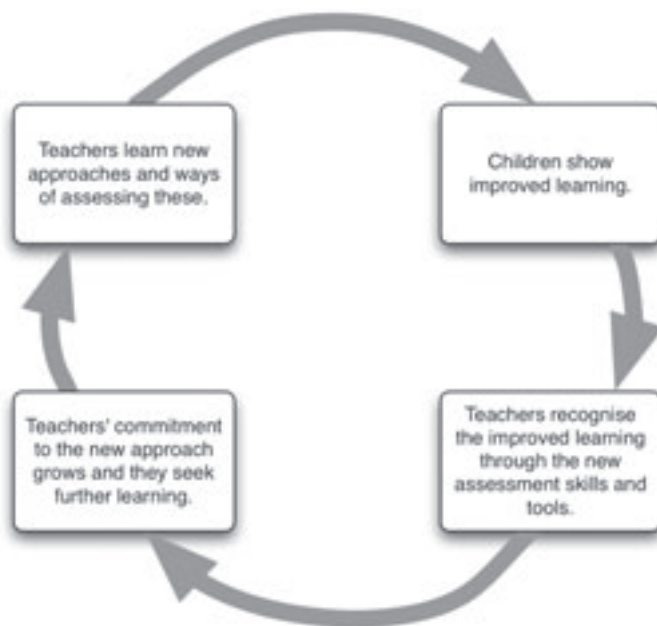 Teachers learn new
approaches and ways
of assessing these.
Children show
improved learning.
Teachers recognise
the improved learning
through the new
assessment skills and
tools.
Teachers' commitment
to the new approach
grows and they seek
further learning.